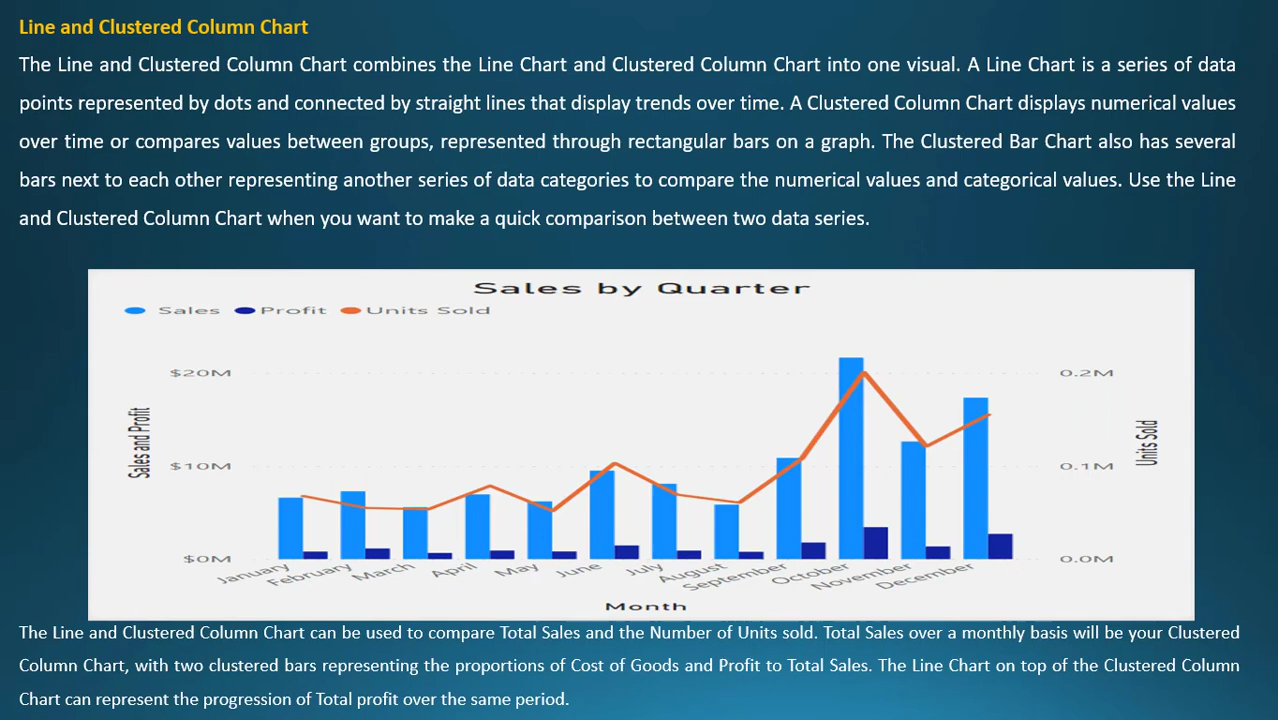 Line and Clustered Column Chart
The Line and Clustered Column Chart combines the Line Chart and Clustered Column Chart into one visual. A Line Chart is a series of data
points represented by dots and connected by straight lines that display trends over time. A Clustered Column Chart displays numerical values
over time or compares values between groups, represented through rectangular bars on a graph. The Clustered Bar Chart also has several
bars next to each other representing another series of data categories to compare the numerical values and categorical values. Use the Line
and Clustered Column Chart when you want to make a quick comparison between two data series.
Sales by Quarter
Sales Profit Units Sold
$20M 0.2M
Sales and Profit
Units Sold
$10M 0.1M
$0M 0.0M
January February March April May June July August September October November December
Month
The Line and Clustered Column Chart can be used to compare Total Sales and the Number of Units sold. Total Sales over a monthly basis will be your Clustered
Column Chart, with two clustered bars representing the proportions of Cost of Goods and Profit to Total Sales. The Line Chart on top of the Clustered Column
Chart can represent the progression of Total profit over the same period.